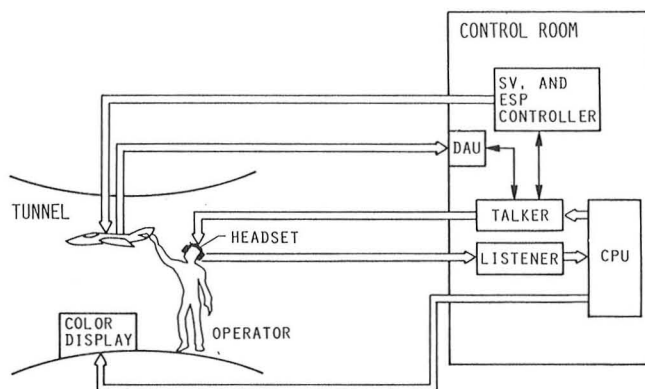 CONTROL ROOM
SV, AND
ESP
CONTROLLER
DAU
TUNNEL
TALKER
HEADSET
LISTENER
CPU
COLOR
DISPLAY
OPERATOR